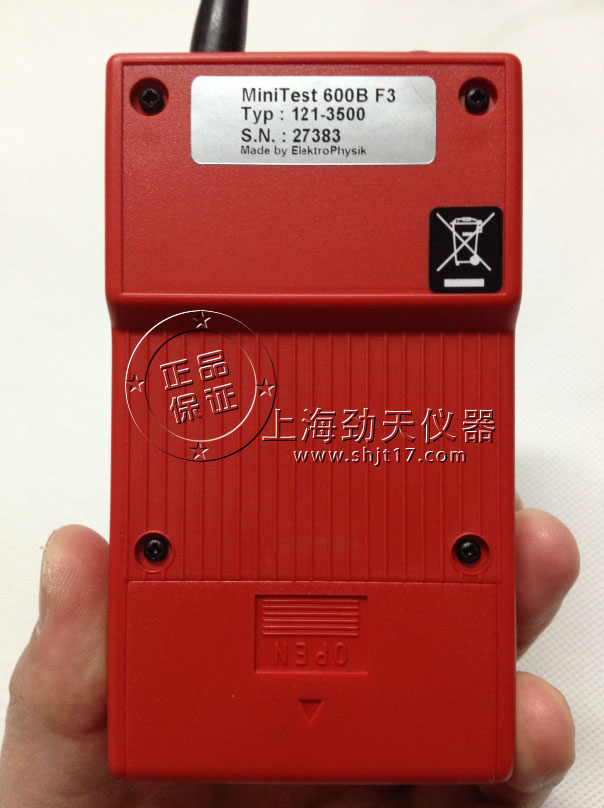 MiniTest 600B F3
Typ : 121-3500
S.N. : 27383
Made by ElektroPhysik
正品
保证
上海劲天仪器
www.shjt17.com
OPEN